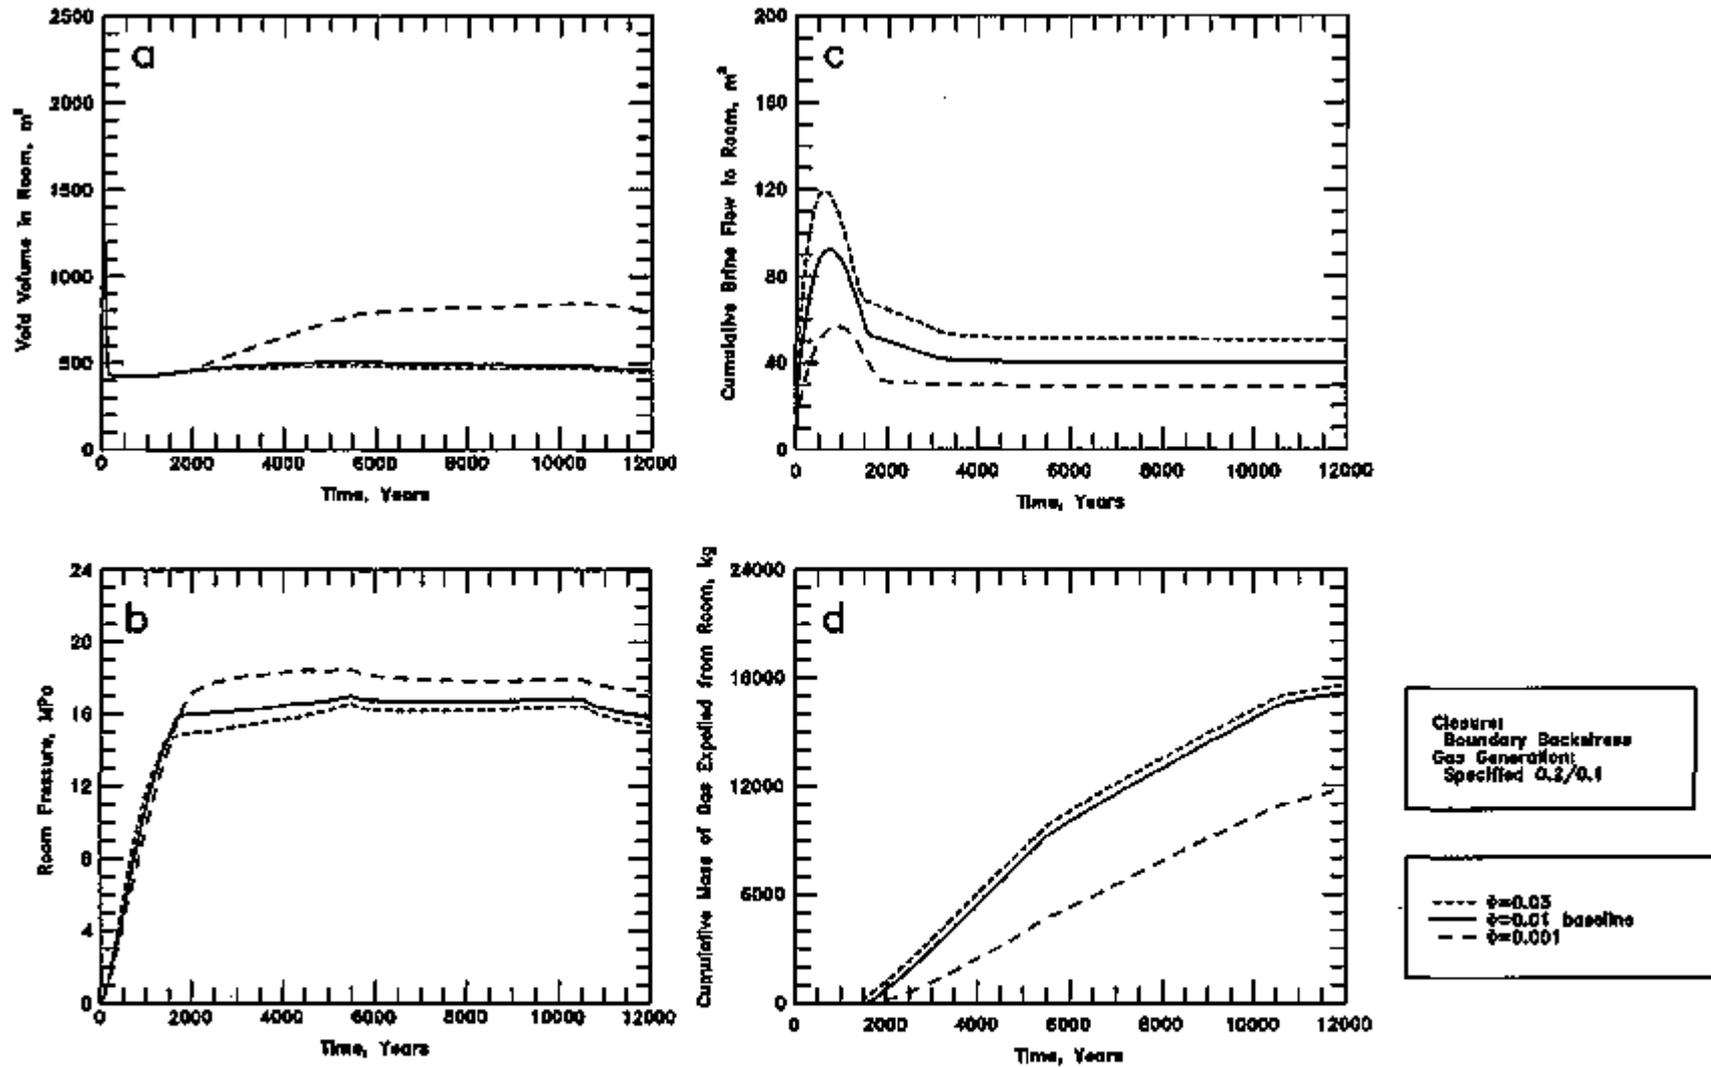 a
Void Volume in Room, m³
2500
2000
1500
1000
500
0
0 2000 4000 6000 8000 10000 12000
Time, Years
c
Cumulative Brine Flow to Room, m³
200
160
120
80
40
0
0 2000 4000 6000 8000 10000 12000
Time, Years
b
Room Pressure, MPa
24
20
16
12
8
4
0
0 2000 4000 6000 8000 10000 12000
Time, Years
d
Cumulative Mass of Gas Expelled from Room, kg
24000
18000
12000
6000
0
0 2000 4000 6000 8000 10000 12000
Time, Years
Closure:
Boundary Backstress
Gas Generation:
Specified 0.2/0.1
Φ=0.03
Φ=0.01 baseline
Φ=0.001